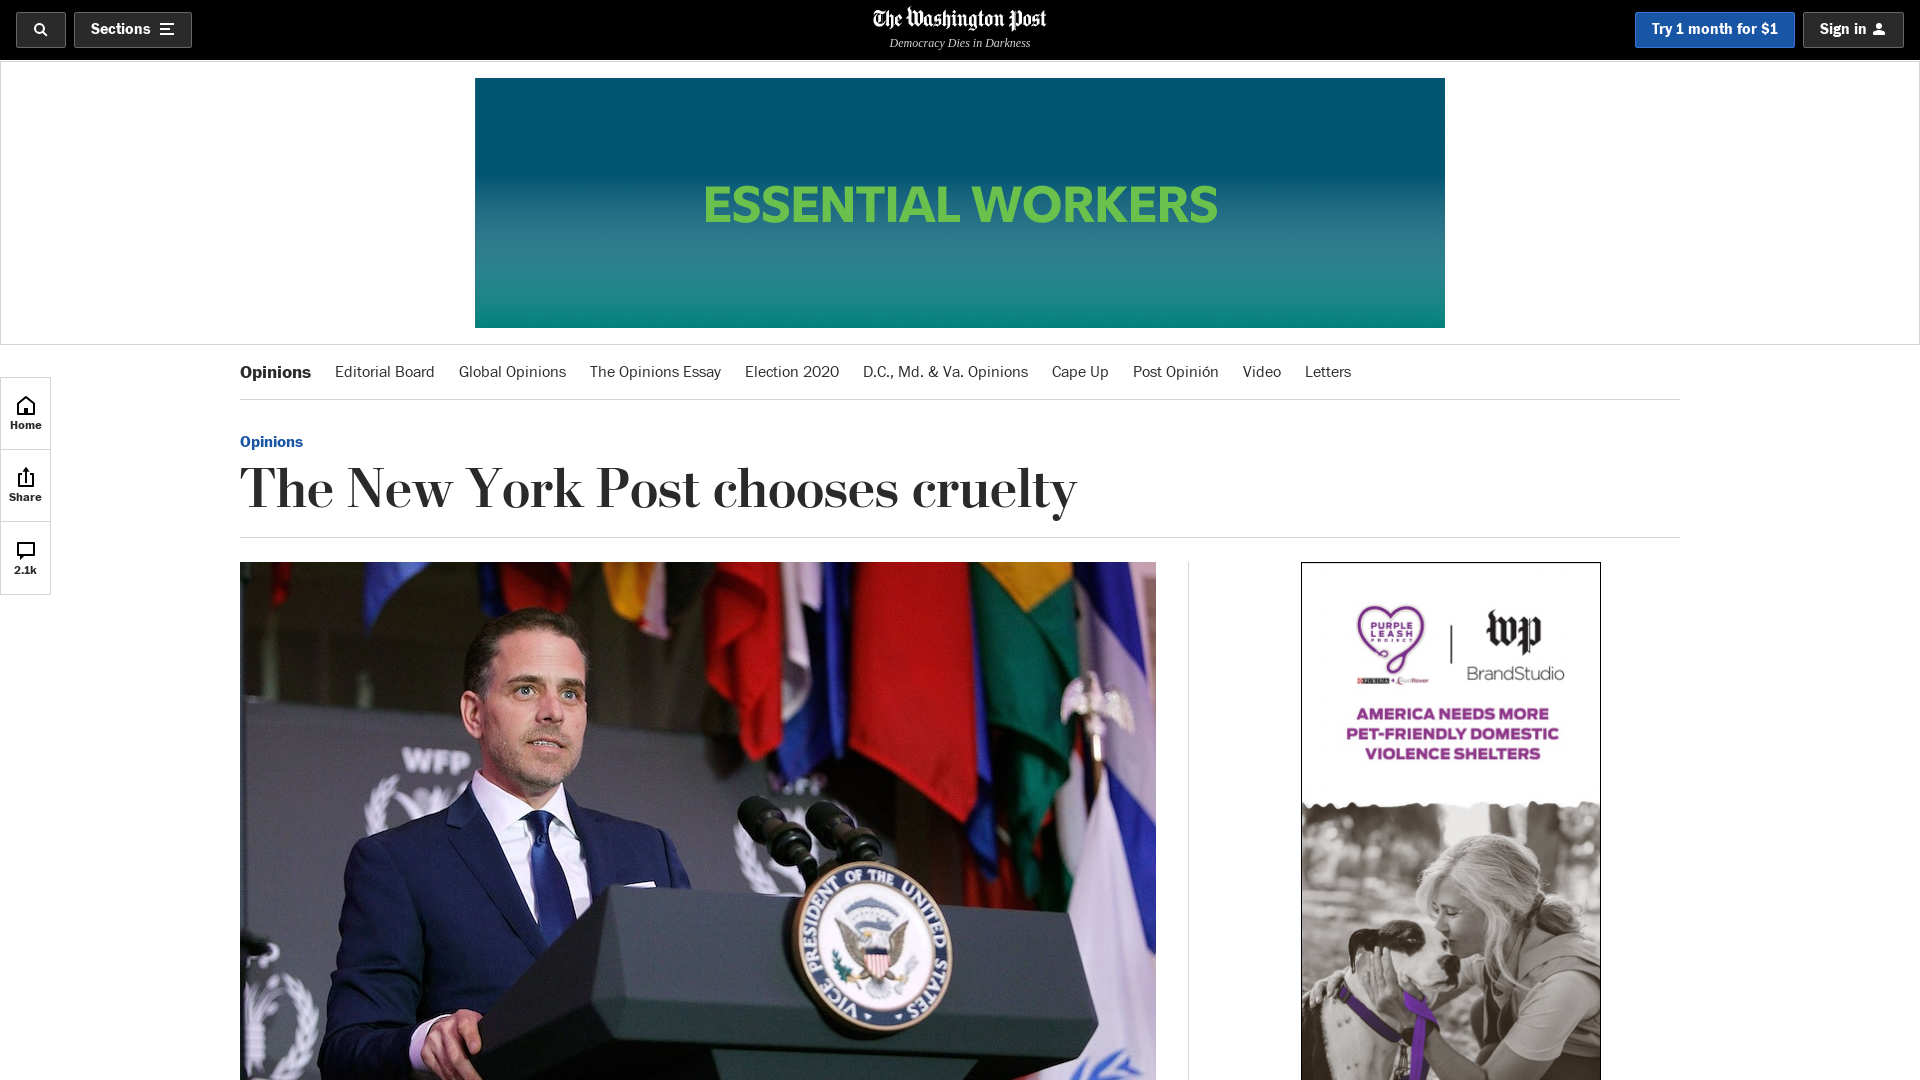 Sections
The Washington Post
Democracy Dies in Darkness
Try 1 month for $1
Sign in
ESSENTIAL WORKERS
Opinions Editorial Board Global Opinions The Opinions Essay Election 2020 D.C., Md. & Va. Opinions Cape Up Post Opinión Video Letters
Home
Share
2.1k
Opinions
The New York Post chooses cruelty
WFP
VICE PRESIDENT OF THE UNITED STATES
PURPLE
LEASH
PROJECT
PURINA + RedRover
wp
BrandStudio
AMERICA NEEDS MORE
PET-FRIENDLY DOMESTIC
VIOLENCE SHELTERS